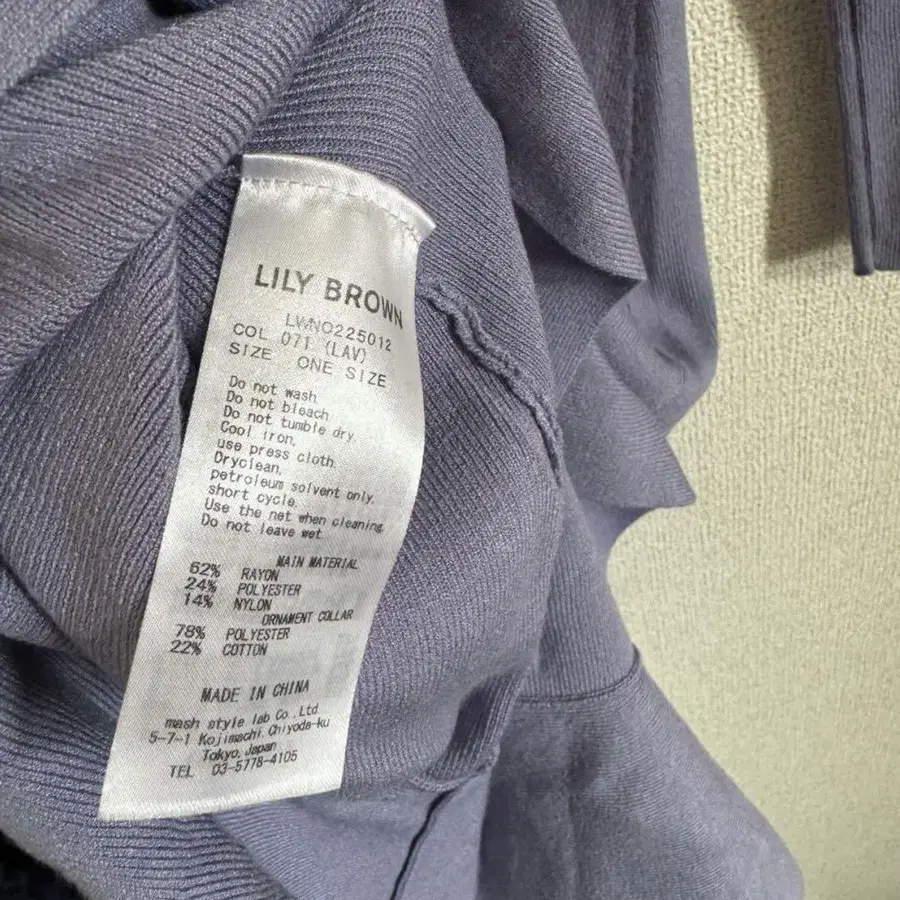 LILY BROWN
LWNO225012
COL 071 (LAV)
SIZE ONE SIZE
Do not wash
Do not bleach
Do not tumble dry
Cool iron,
use press cloth.
Dryclean,
petroleum solvent only,
short cycle.
Use the net when cleaning
Do not leave wet
MAIN MATERIAL
62% RAYON
24% POLYESTER
14% NYLON
ORNAMENT COLLAR
78% POLYESTER
22% COTTON
MADE IN CHINA
mash style lab Co., Ltd
5-7-1 Kojimachi, Chiyoda-ku
Tokyo, Japan
TEL 03-5778-4105